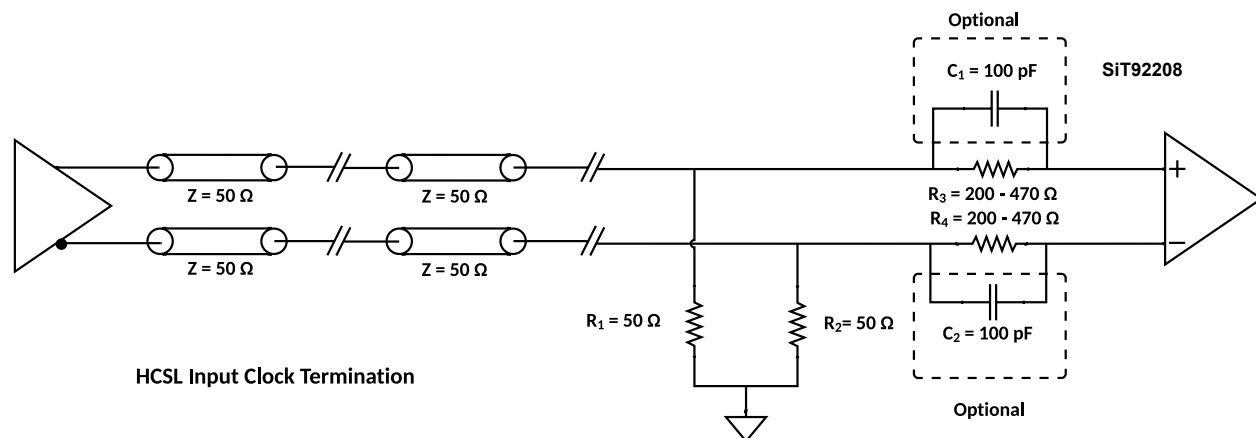 Optional
C₁ = 100 pF
SiT92208
Z = 50 Ω
Z = 50 Ω
+
R₃ = 200 - 470 Ω
R₄ = 200 - 470 Ω
−
Z = 50 Ω
Z = 50 Ω
R₁ = 50 Ω
R₂= 50 Ω
C₂ = 100 pF
HCSL Input Clock Termination
Optional